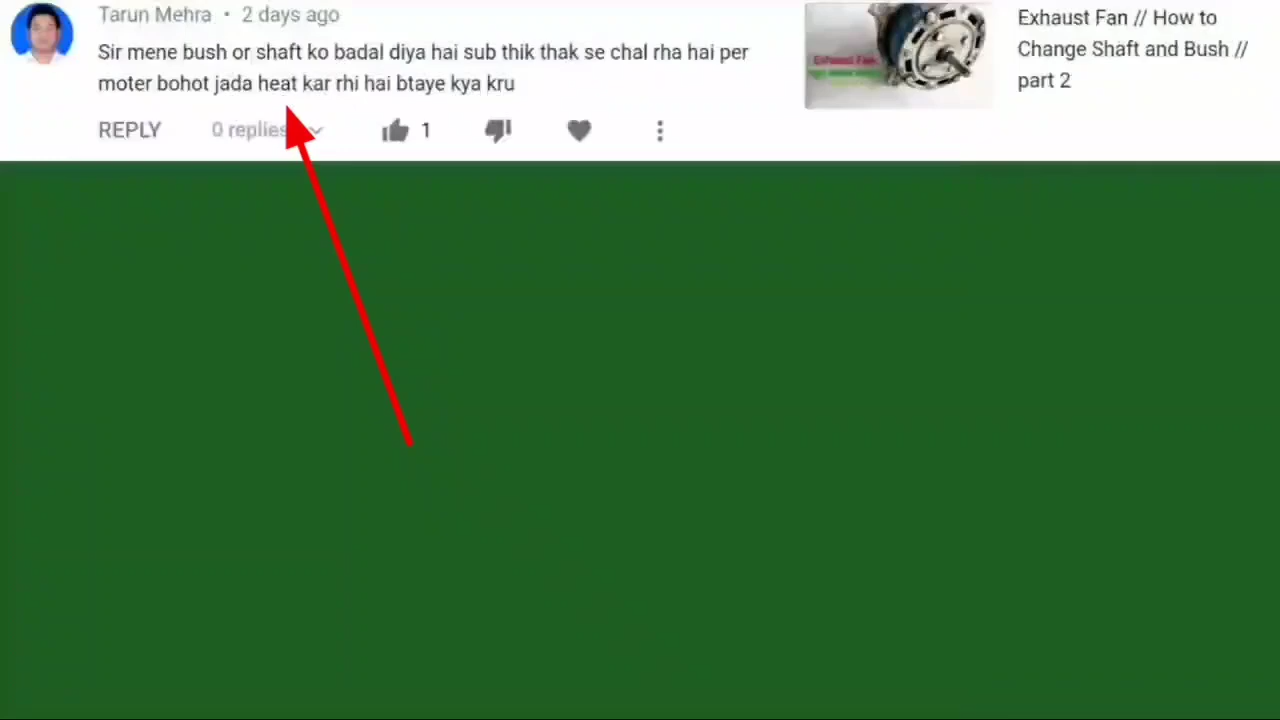 Tarun Mehra • 2 days ago
Sir mene bush or shaft ko badal diya hai sub thik thak se chal rha hai per
moter bohot jada heat kar rhi hai btaye kya kru
REPLY 0 replies 1
Exhaust Fan
Exhaust Fan // How to
Change Shaft and Bush //
part 2